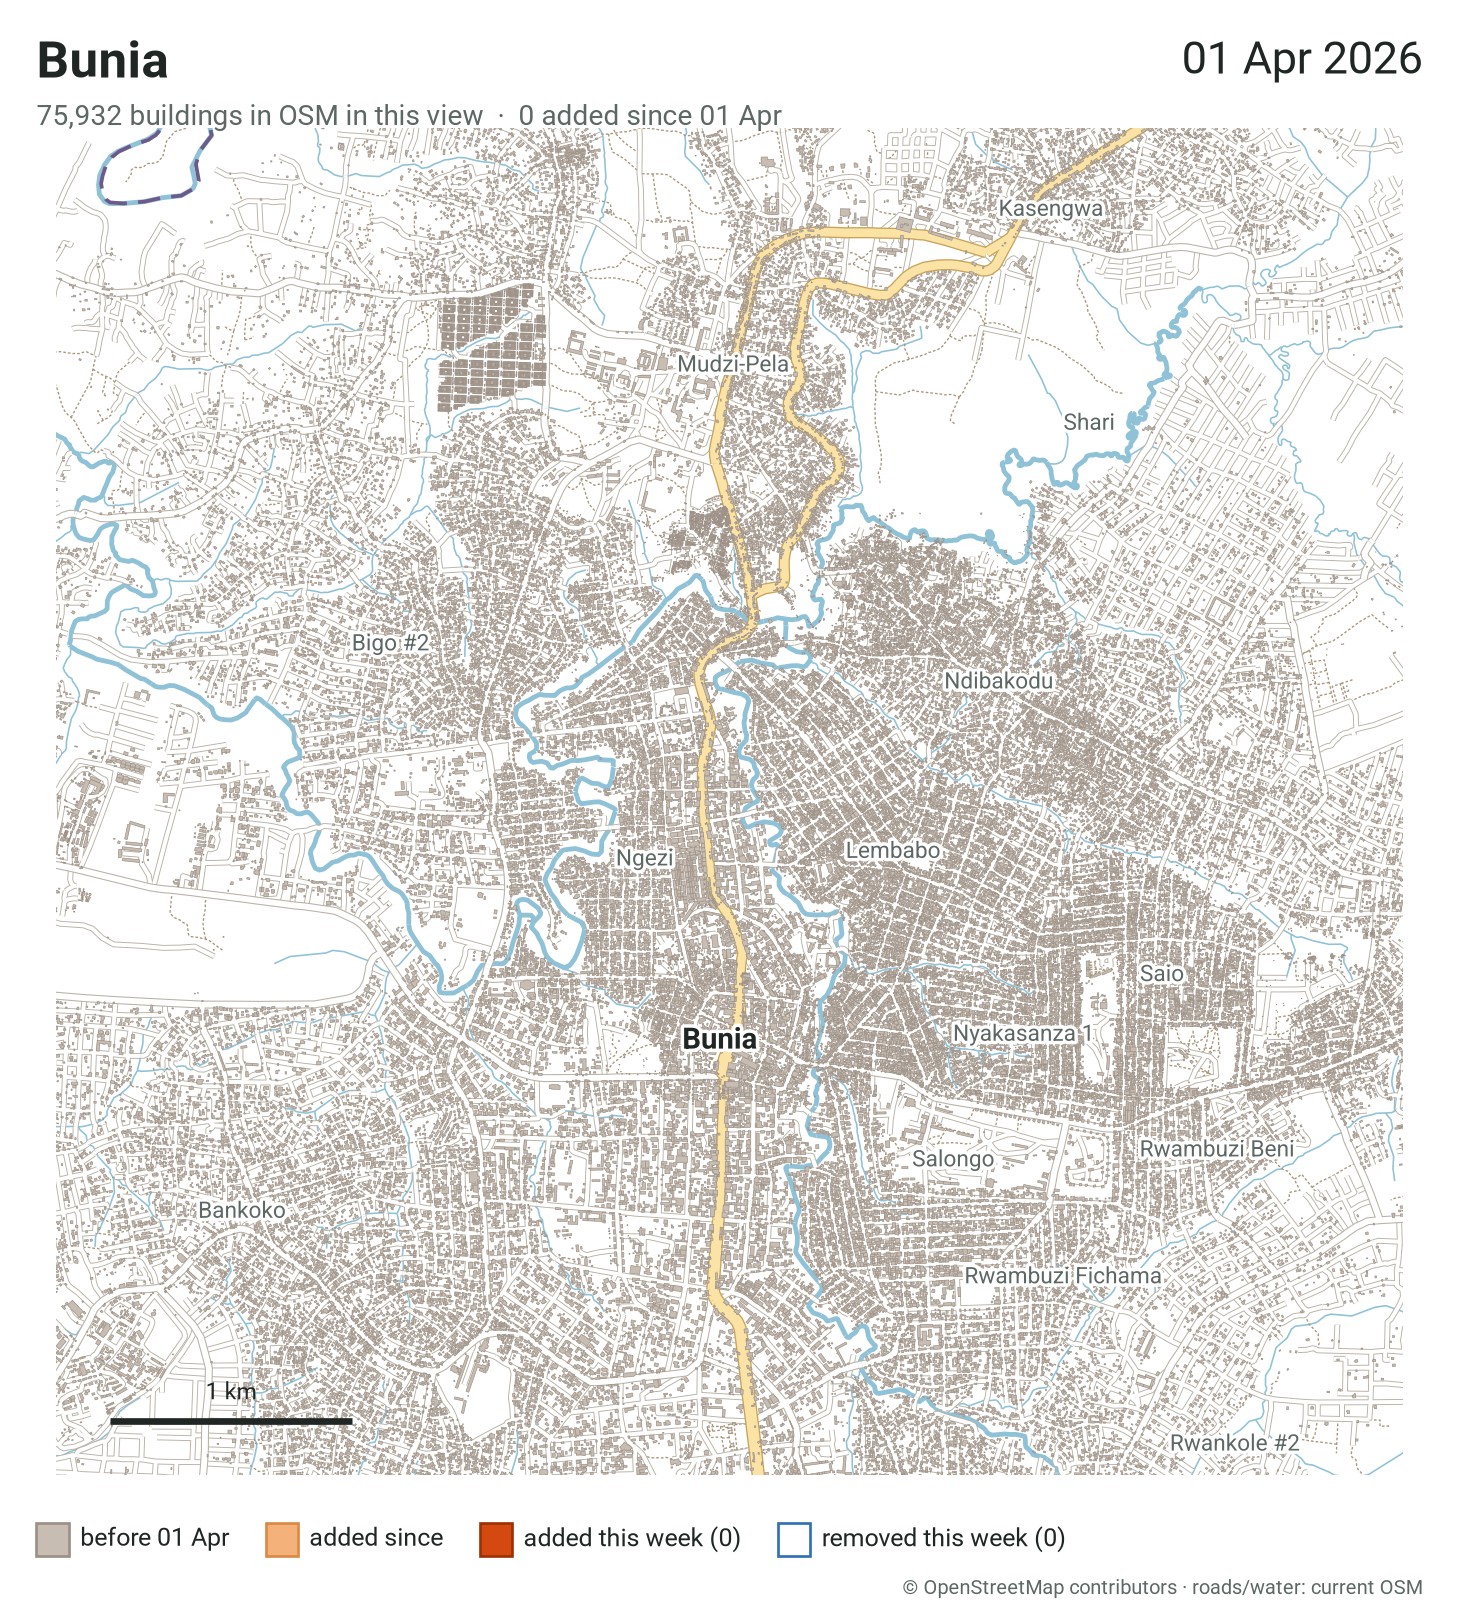 Bunia
01 Apr 2026
75,932 buildings in OSM in this view · 0 added since 01 Apr
Kasengwa
Mudzi-Pela
Shari
Bigo #2
Ndibakodu
Lembabo
Ngezi
Saio
Nyakasanza 1
Bunia
Rwambuzi Beni
Salongo
Bankoko
Rwambuzi Fichama
1 km
Rwankole #2
before 01 Apr
added since
added this week (0)
removed this week (0)
© OpenStreetMap contributors · roads/water: current OSM